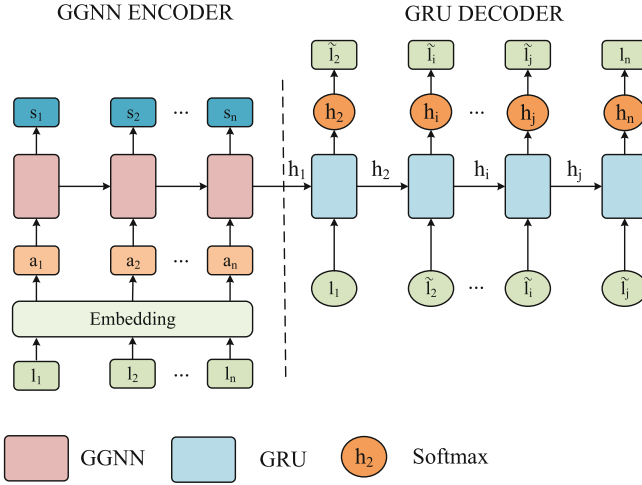 GGNN ENCODER
GRU DECODER
l̃₂ l̃ᵢ l̃ⱼ lₙ
s₁ s₂ ... sₙ
h₂ hᵢ ... hⱼ hₙ
h₁ h₂ hᵢ hⱼ
a₁ a₂ ... aₙ
l₁ l̃₂ ... l̃ᵢ l̃ⱼ
Embedding
l₁ l₂ ... lₙ
GGNN GRU h₂ Softmax